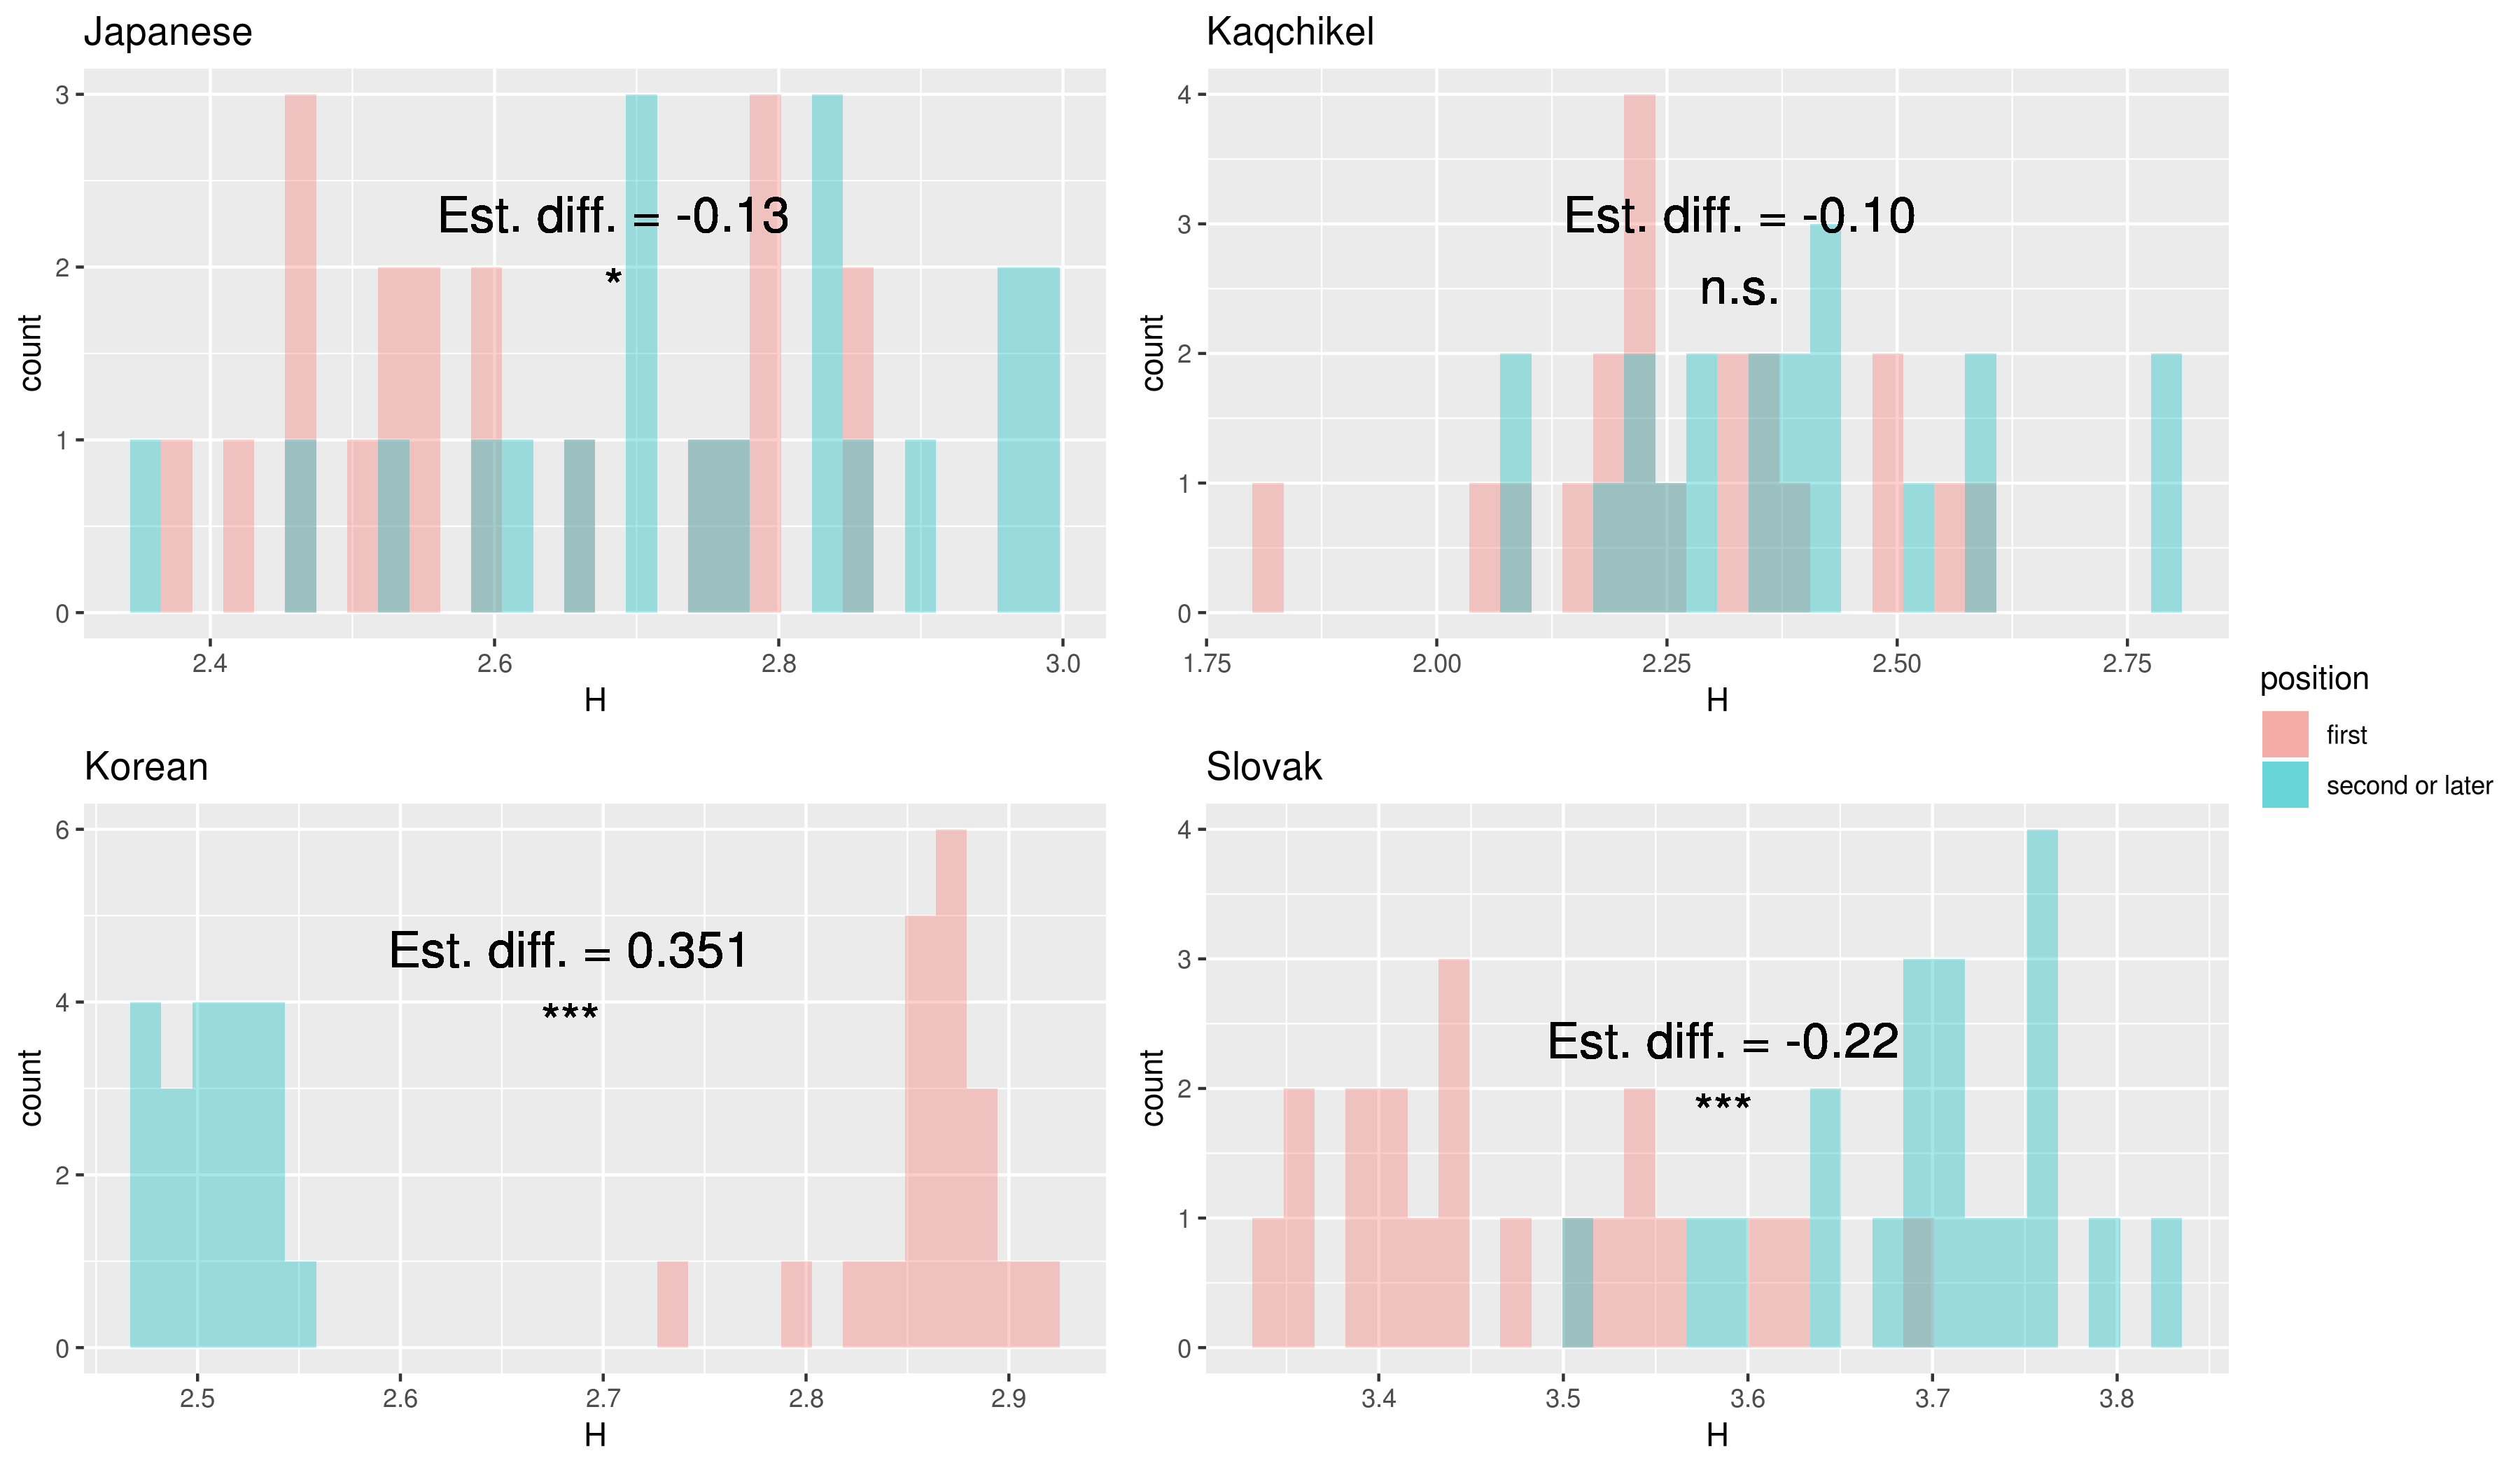 Japanese
3
2
1
0
count
Est. diff. = -0.13
*
2.4 2.6 2.8 3.0
H
Kaqchikel
4
3
2
1
0
count
Est. diff. = -0.10
n.s.
1.75 2.00 2.25 2.50 2.75
H
Korean
6
4
2
0
count
Est. diff. = 0.351
***
2.5 2.6 2.7 2.8 2.9
H
Slovak
4
3
2
1
0
count
Est. diff. = -0.22
***
3.4 3.5 3.6 3.7 3.8
H
position
first
second or later